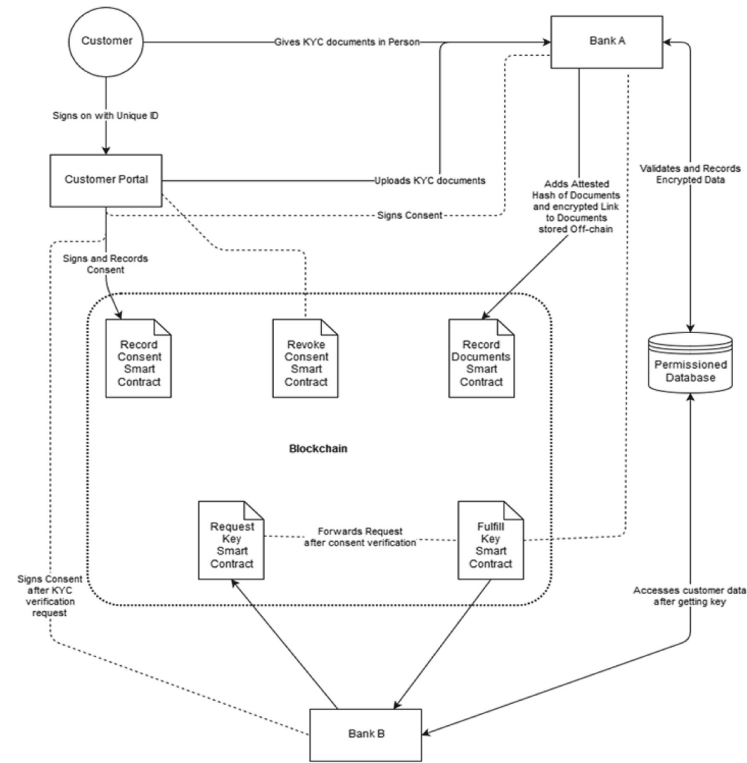 Customer
Gives KYC documents in Person
Bank A
Signs on with Unique ID
Customer Portal
Uploads KYC documents
Validates and Records
Encrypted Data
Adds Attested
Hash of Documents
and encrypted Link
to Documents
stored Off-chain
Signs Consent
Signs and Records
Consent
Record
Consent
Smart
Contract
Revoke
Consent
Smart
Contract
Record
Documents
Smart
Contract
Permissioned
Database
Blockchain
Request
Key
Smart
Contract
Forwards Request
after consent verification
Fulfill
Key
Smart
Contract
Signs Consent
after KYC
verification
request
Accesses customer data
after getting key
Bank B